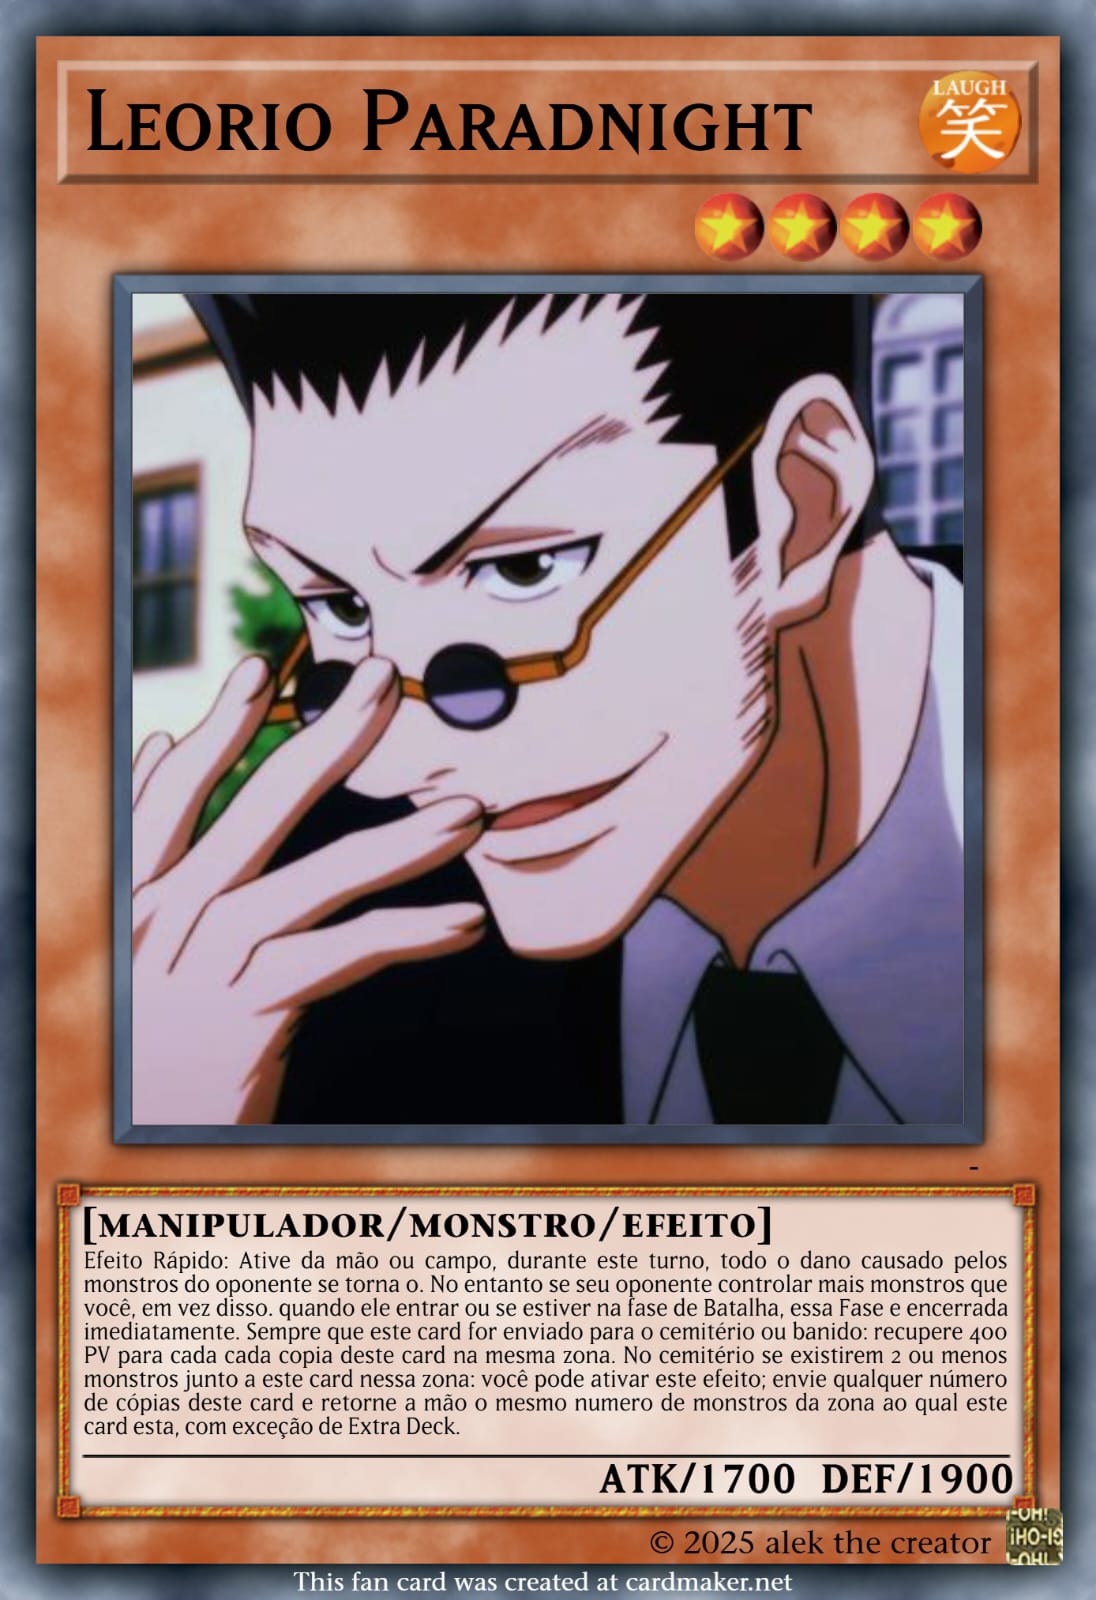 Leorio Paradnight
LAUGH
笑
-
[MANIPULADOR/MONSTRO/EFEITO]
Efeito Rápido: Ative da mão ou campo, durante este turno, todo o dano causado pelos
monstros do oponente se torna 0. No entanto se seu oponente controlar mais monstros que
você, em vez disso. quando ele entrar ou se estiver na fase de Batalha, essa Fase e encerrada
imediatamente. Sempre que este card for enviado para o cemitério ou banido: recupere 400
PV para cada cada copia deste card na mesma zona. No cemitério se existirem 2 ou menos
monstros junto a este card nessa zona: você pode ativar este efeito; envie qualquer número
de cópias deste card e retorne a mão o mesmo numero de monstros da zona ao qual este
card esta, com exceção de Extra Deck.
ATK/1700 DEF/1900
© 2025 alek the creator
This fan card was created at cardmaker.net